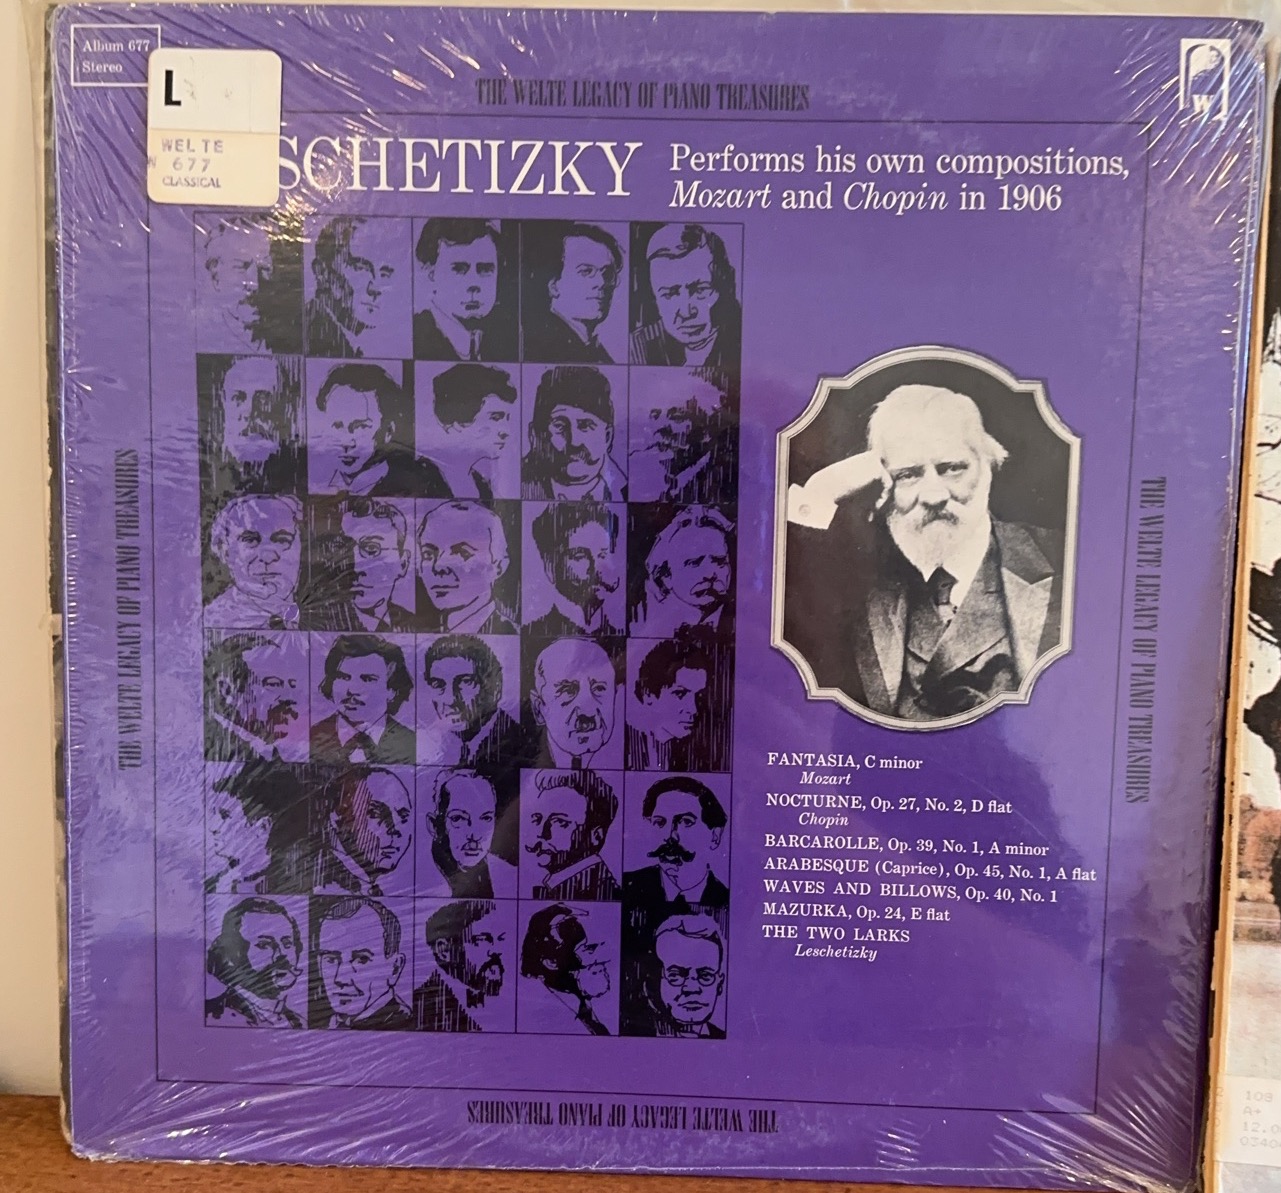 Album 677
Stereo
L
WELTE
677
CLASSICAL
THE WELTE LEGACY OF PIANO TREASURES
W
SCHETIZKY
Performs his own compositions,
Mozart and Chopin in 1906
THE WELTE LEGACY OF PIANO TREASURES
THE WELTE LEGACY OF PIANO TREASURES
FANTASIA, C minor
Mozart
NOCTURNE, Op. 27, No. 2, D flat
Chopin
BARCAROLLE, Op. 39, No. 1, A minor
ARABESQUE (Caprice), Op. 45, No. 1, A flat
WAVES AND BILLOWS, Op. 40, No. 1
MAZURKA, Op. 24, E flat
THE TWO LARKS
Leschetizky
THE WELTE LEGACY OF PIANO TREASURES
108
A+
12.0
0340